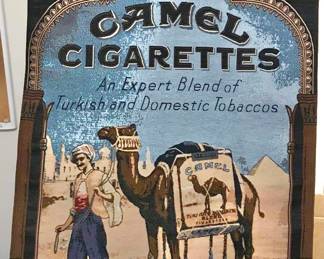 CAMEL
CIGARETTES
An Expert Blend of
Turkish and Domestic Tobaccos
CAMEL